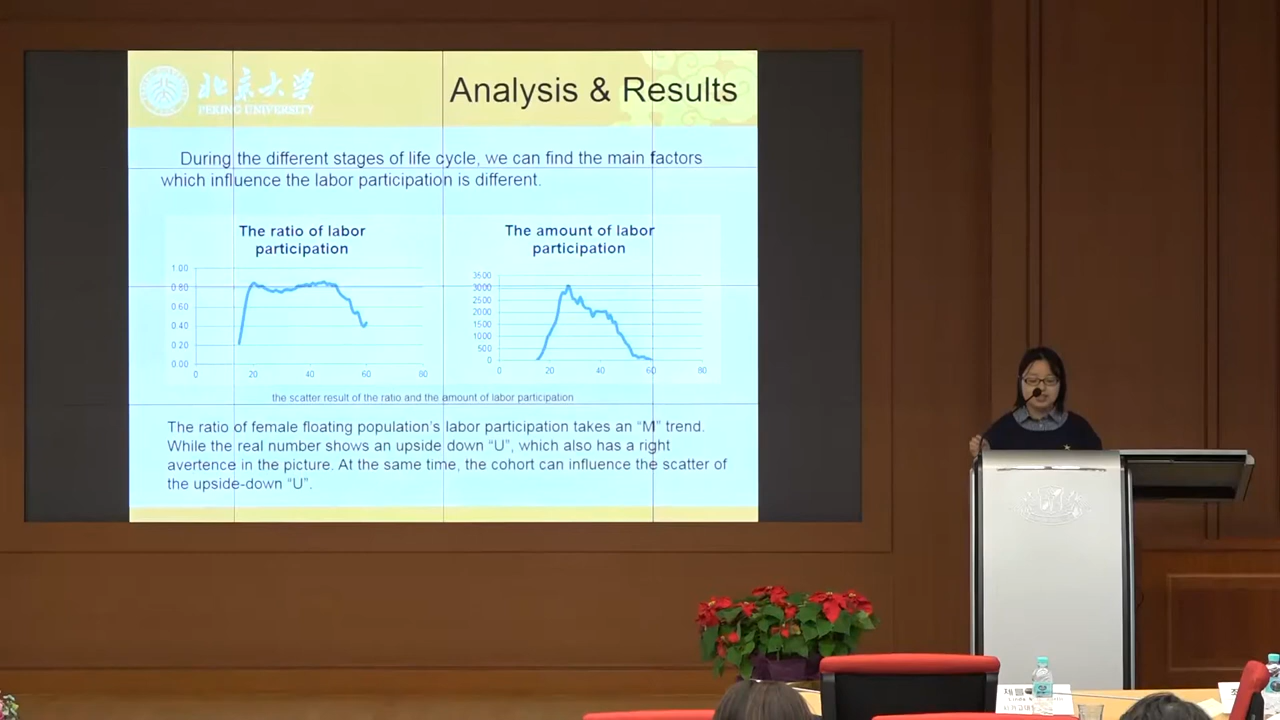 北京大学
PEKING UNIVERSITY
Analysis & Results
During the different stages of life cycle, we can find the main factors
which influence the labor participation is different.
The ratio of labor
participation
1.00
0.80
0.60
0.40
0.20
0.00
0 20 40 60 80
The amount of labor
participation
3500
3000
2500
2000
1500
1000
500
0
0 20 40 60 80
the scatter result of the ratio and the amount of labor participation
The ratio of female floating population's labor participation takes an “M” trend.
While the real number shows an upside down “U”, which also has a right
avertence in the picture. At the same time, the cohort can influence the scatter of
the upside-down “U”.